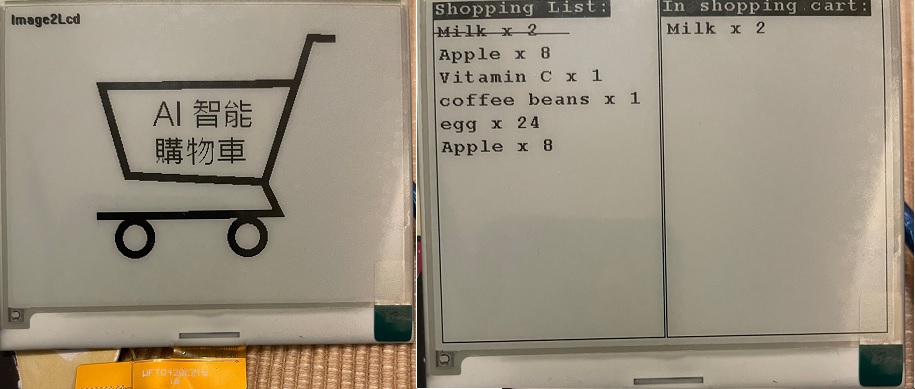 Image2Lcd
AI 智能
購物車
Shopping List:
Milk x 2
Apple x 8
Vitamin C x 1
coffee beans x 1
egg x 24
Apple x 8
In shopping cart:
Milk x 2